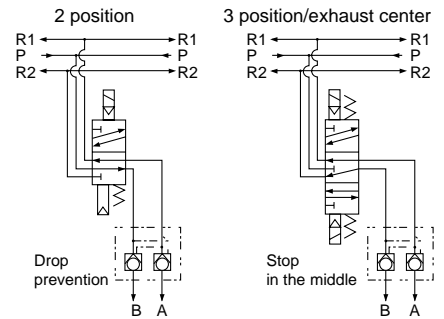 2 position
R1 R1
P P
R2 R2
Drop
prevention
B A
3 position/exhaust center
R1 R1
P P
R2 R2
Stop
in the middle
B A